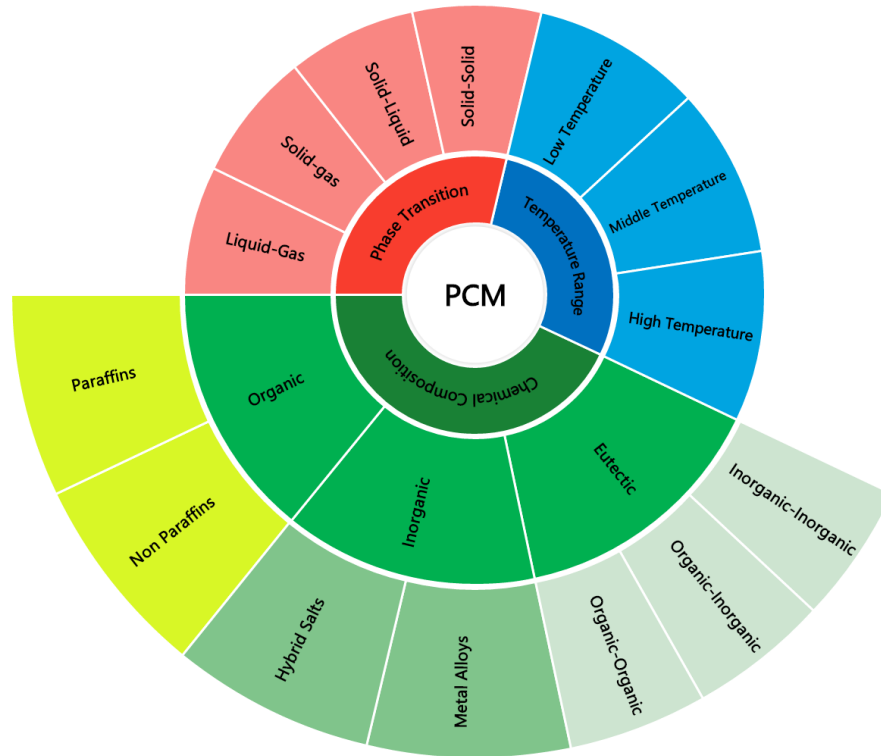 PCM
Phase Transition
Liquid-Gas
Solid-gas
Solid-Liquid
Solid-Solid
Temperature Range
Low Temperature
Middle Temperature
High Temperature
Chemical Composition
Organic
Paraffins
Non Paraffins
Inorganic
Hybrid Salts
Metal Alloys
Eutectic
Organic-Organic
Organic-Inorganic
Inorganic-Inorganic